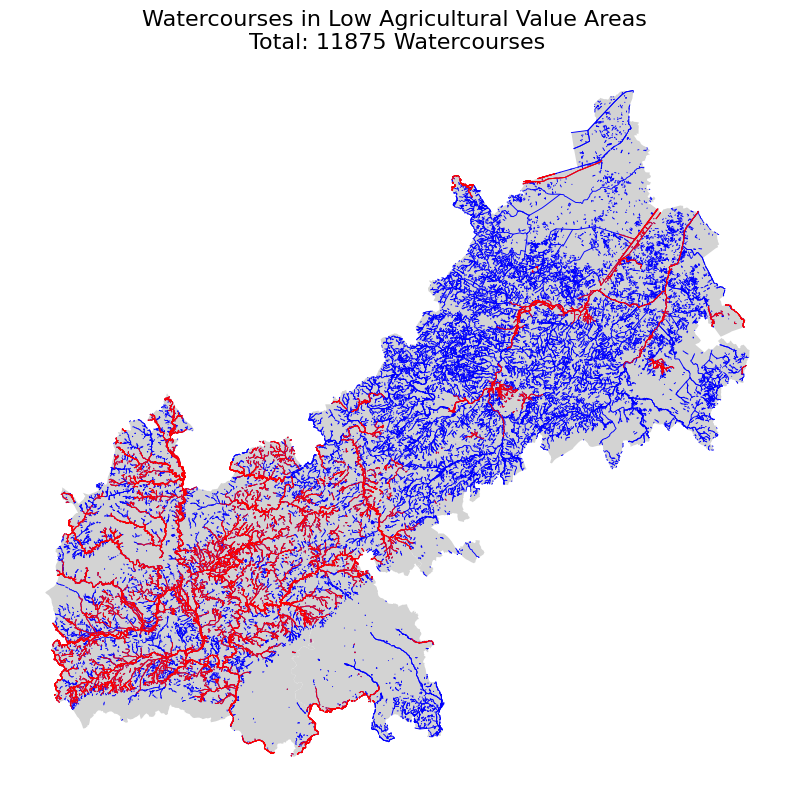 Watercourses in Low Agricultural Value Areas
Total: 11875 Watercourses